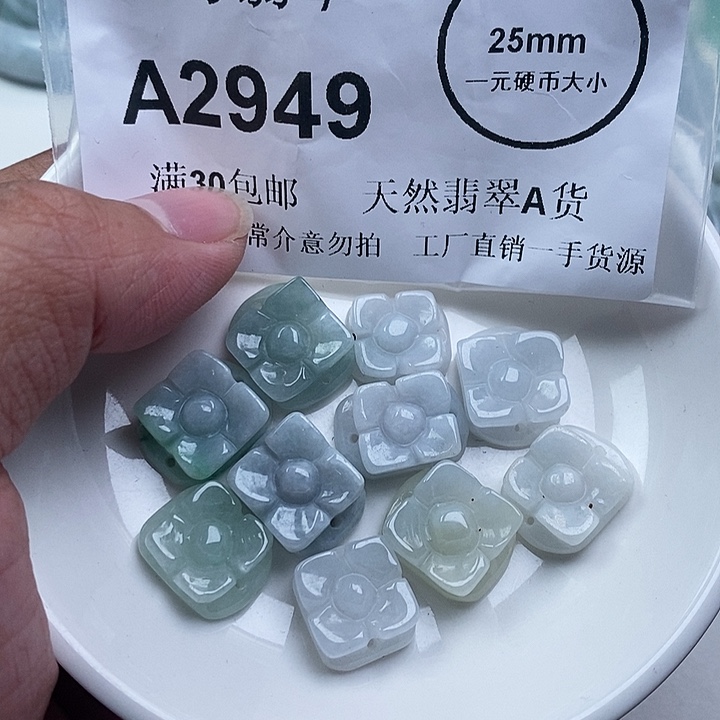 25mm
一元硬币大小
A2949
满30包邮 天然翡翠A货
常介意勿拍 工厂直销一手货源